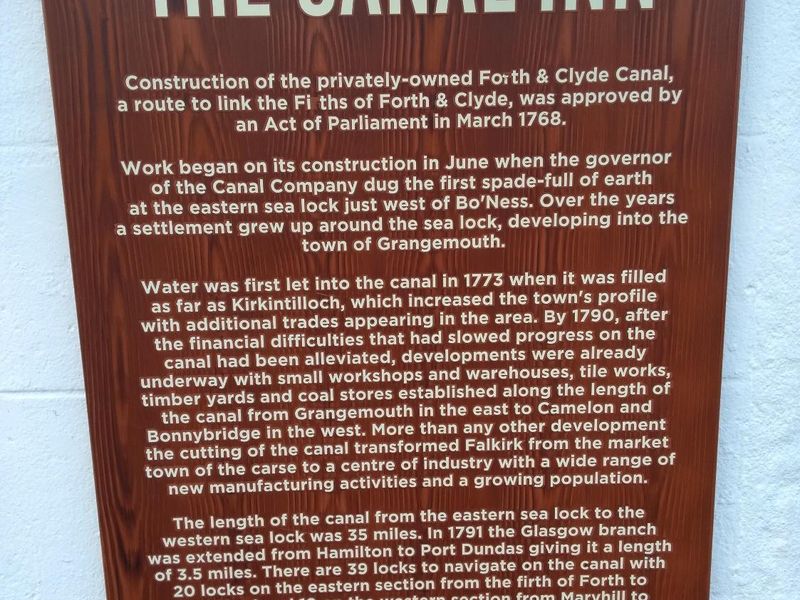 THE CANAL INN
Construction of the privately-owned Forth & Clyde Canal,
a route to link the Fi ths of Forth & Clyde, was approved by
an Act of Parliament in March 1768.
Work began on its construction in June when the governor
of the Canal Company dug the first spade-full of earth
at the eastern sea lock just west of Bo'Ness. Over the years
a settlement grew up around the sea lock, developing into the
town of Grangemouth.
Water was first let into the canal in 1773 when it was filled
as far as Kirkintilloch, which increased the town's profile
with additional trades appearing in the area. By 1790, after
the financial difficulties that had slowed progress on the
canal had been alleviated, developments were already
underway with small workshops and warehouses, tile works,
timber yards and coal stores established along the length of
the canal from Grangemouth in the east to Camelon and
Bonnybridge in the west. More than any other development
the cutting of the canal transformed Falkirk from the market
town of the carse to a centre of industry with a wide range of
new manufacturing activities and a growing population.
The length of the canal from the eastern sea lock to the
western sea lock was 35 miles. In 1791 the Glasgow branch
was extended from Hamilton to Port Dundas giving it a length
of 3.5 miles. There are 39 locks to navigate on the canal with
20 locks on the eastern section from the firth of Forth to
on the western section from Maryhill to